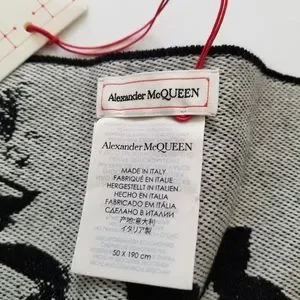 Alexander McQUEEN
Alexander McQUEEN
MADE IN ITALY
FABRIQUÉ EN ITALIE
HERGESTELLT IN ITALIEN
HECHO EN ITALIA
FABRICADO EM ITÁLIA
СДЕЛАНО В ИТАЛИИ
产地:意大利
イタリア製
50 x 190 cm